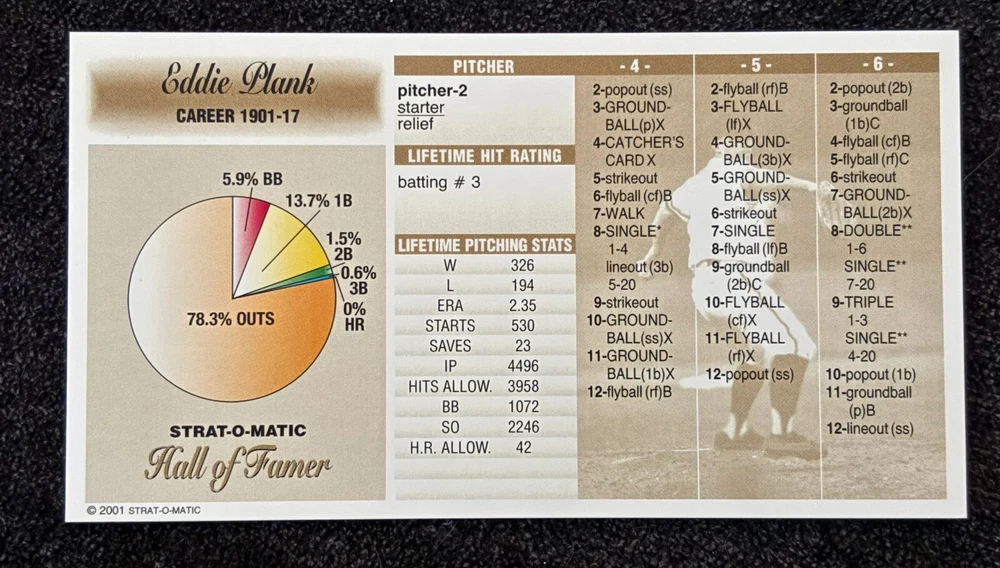 Eddie Plank
CAREER 1901-17
5.9% BB
13.7% 1B
1.5%
2B
0.6%
3B
0%
HR
78.3% OUTS
STRAT-O-MATIC
Hall of Famer
© 2001 STRAT-O-MATIC
PITCHER
pitcher-2
starter
relief
LIFETIME HIT RATING
batting # 3
LIFETIME PITCHING STATS
W 326
L 194
ERA 2.35
STARTS 530
SAVES 23
IP 4496
HITS ALLOW. 3958
BB 1072
SO 2246
H.R. ALLOW. 42
- 4 -
2-popout (ss)
3-GROUND-
BALL(p)X
4-CATCHER'S
CARD X
5-strikeout
6-flyball (cf)B
7-WALK
8-SINGLE*
1-4
lineout (3b)
5-20
9-strikeout
10-GROUND-
BALL(ss)X
11-GROUND-
BALL(1b)X
12-flyball (rf)B
- 5 -
2-flyball (rf)B
3-FLYBALL
(lf)X
4-GROUND-
BALL(3b)X
5-GROUND-
BALL(ss)X
6-strikeout
7-SINGLE
8-flyball (lf)B
9-groundball
(2b)C
10-FLYBALL
(cf)X
11-FLYBALL
(rf)X
12-popout (ss)
- 6 -
2-popout (2b)
3-groundball
(1b)C
4-flyball (cf)B
5-flyball (rf)C
6-strikeout
7-GROUND-
BALL(2b)X
8-DOUBLE**
1-6
SINGLE**
7-20
9-TRIPLE
1-3
SINGLE**
4-20
10-popout (1b)
11-groundball
(p)B
12-lineout (ss)